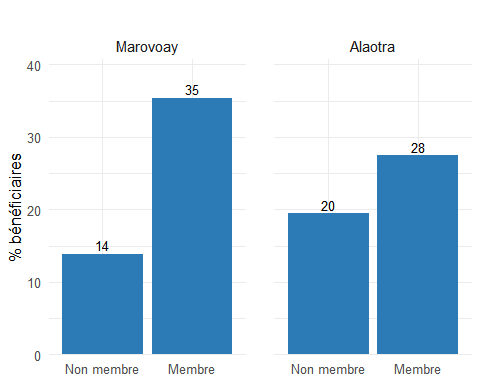 Marovoay
Alaotra
% bénéficiaires
40
30
20
10
0
14
35
20
28
Non membre
Membre
Non membre
Membre